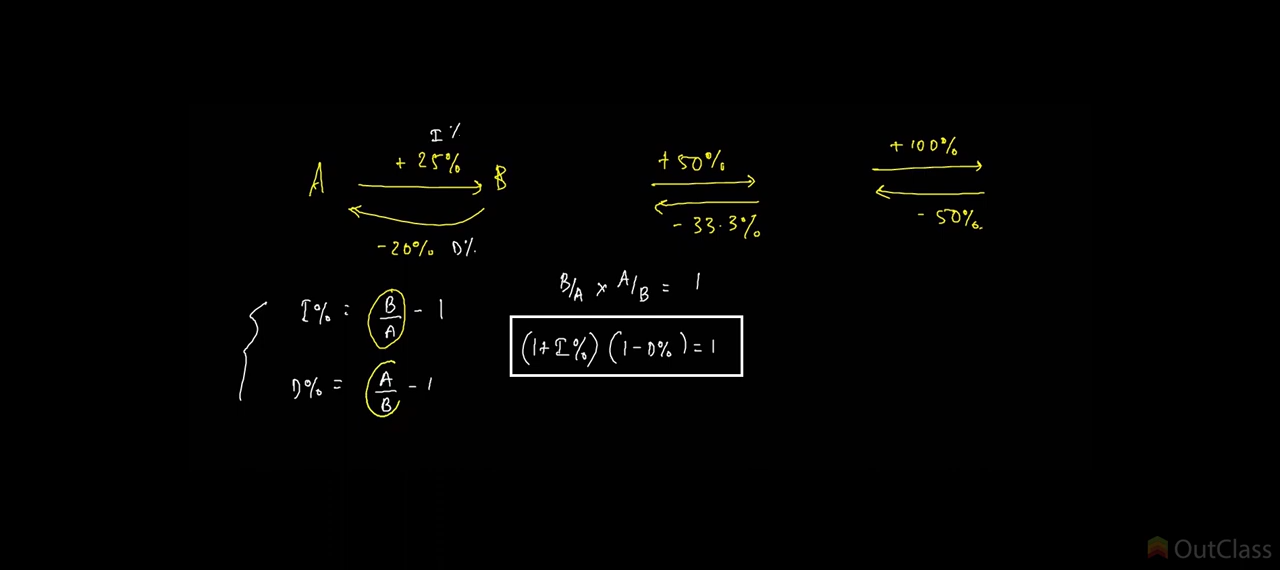 I%
+ 25%
A B
- 20% D%
+ 50%
- 33.3%
+ 100%
- 50%.
I% = B/A - 1
D% = A/B - 1
B/A × A/B = 1
(1+I%) (1-D%) = 1
OutClass